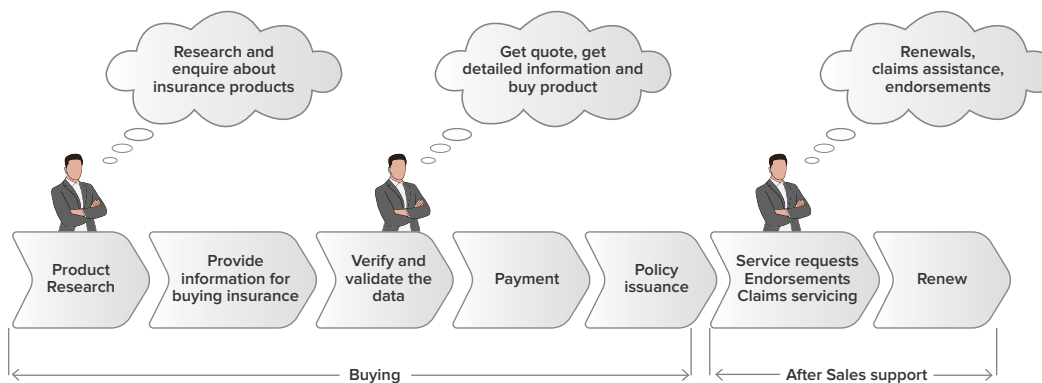 Research and
enquire about
insurance products
Get quote, get
detailed information and
buy product
Renewals,
claims assistance,
endorsements
Product
Research
Provide
information for
buying insurance
Verify and
validate the
data
Payment
Policy
issuance
Service requests
Endorsements
Claims servicing
Renew
Buying
After Sales support